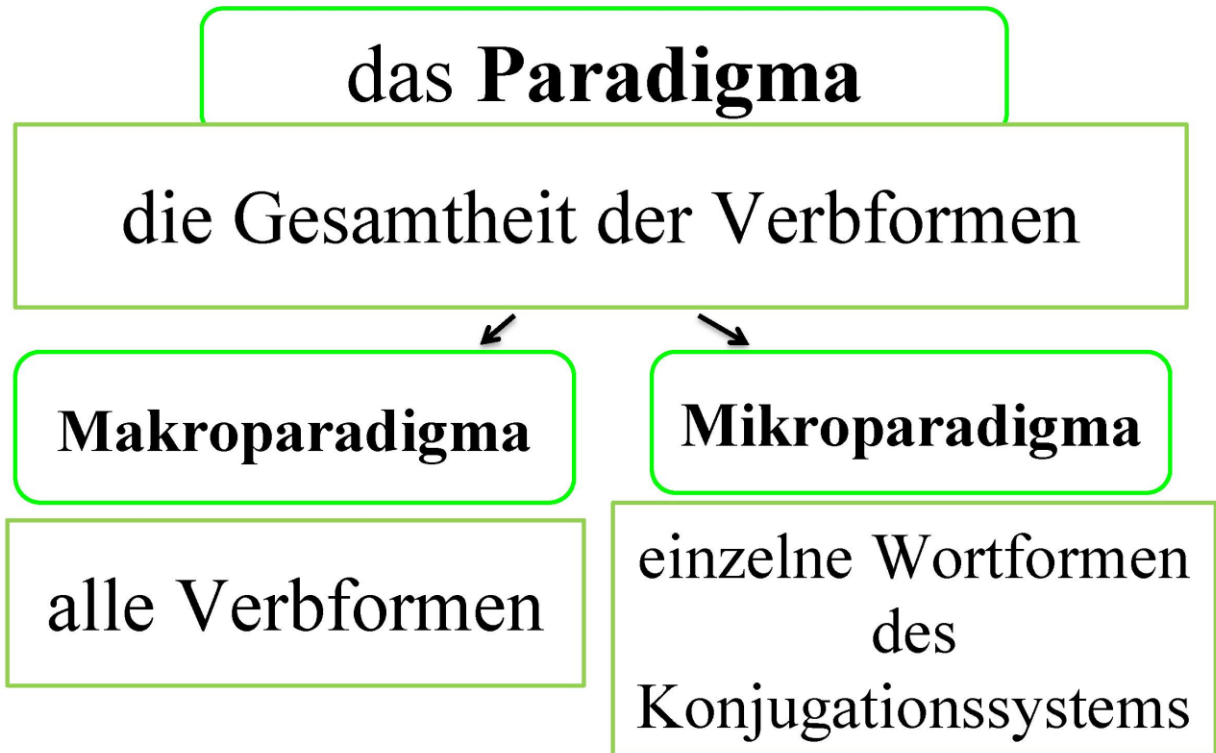 das Paradigma
die Gesamtheit der Verbformen
Makroparadigma
alle Verbformen
Mikroparadigma
einzelne Wortformen
des
Konjugationssystems